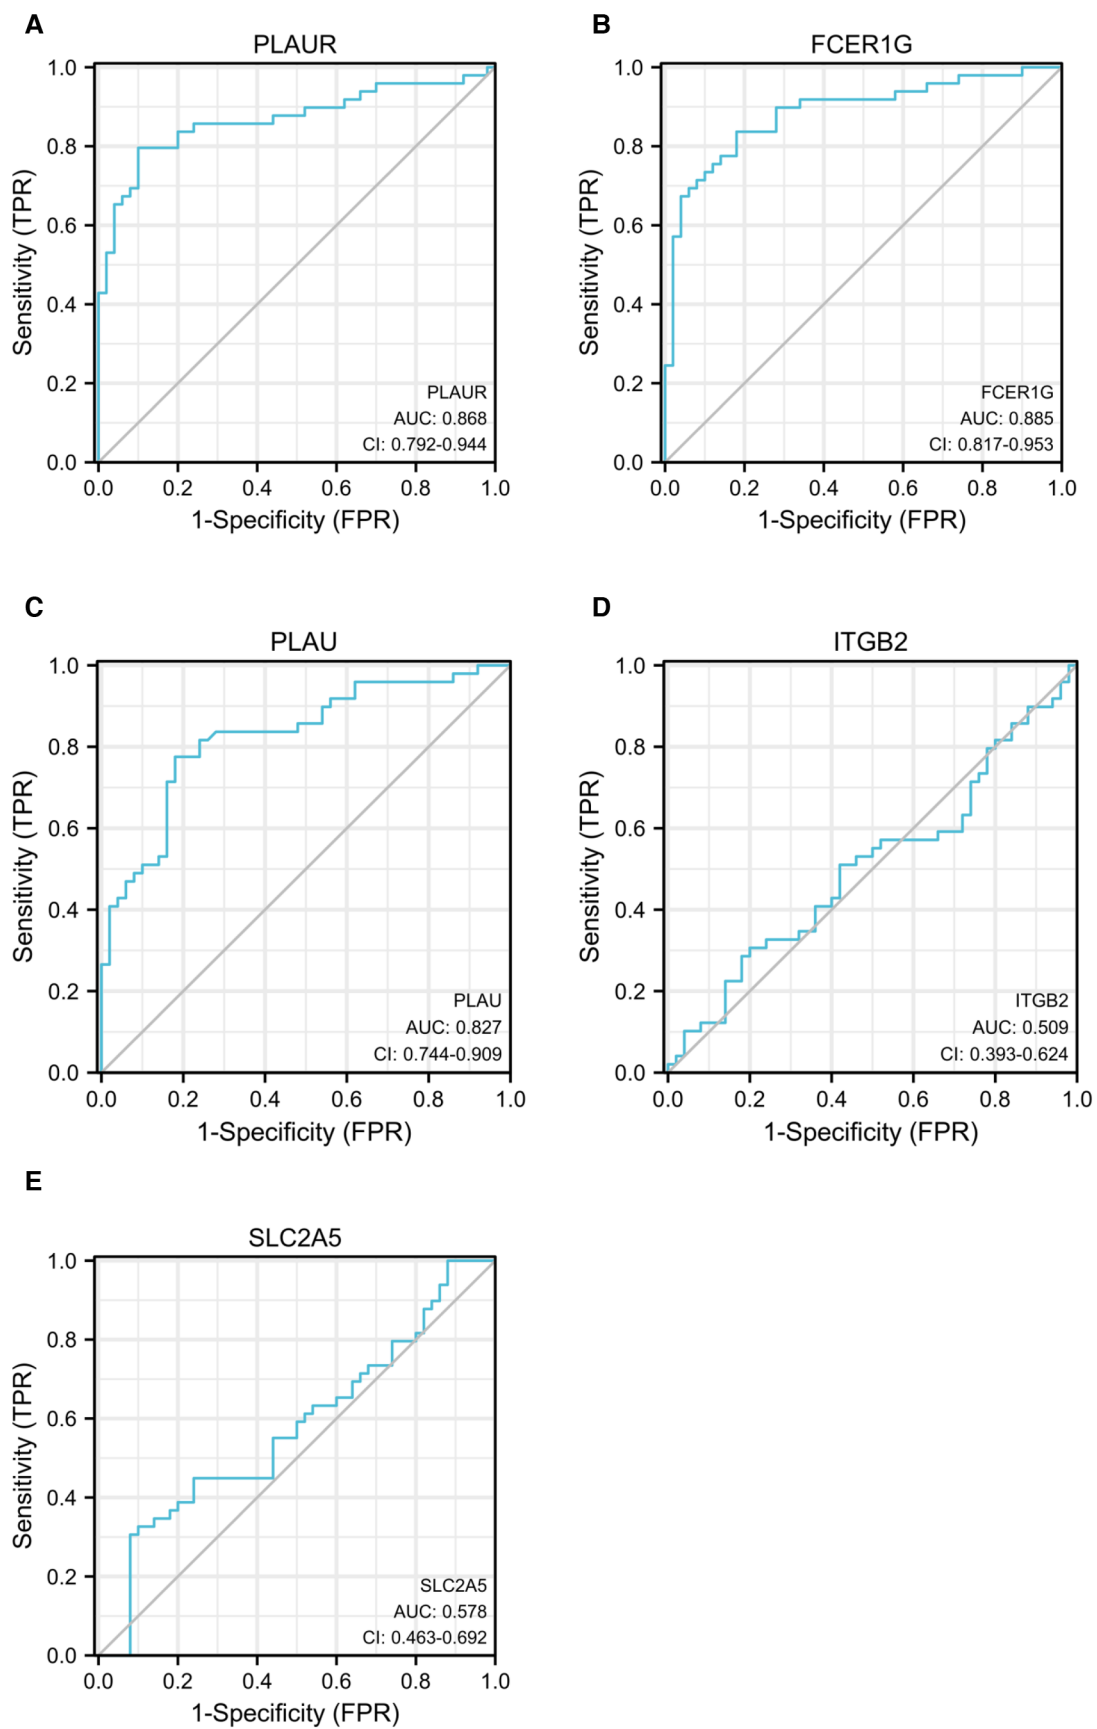 A
PLAUR
1.0
0.8
0.6
0.4
0.2
0.0
Sensitivity (TPR)
PLAUR
AUC: 0.868
CI: 0.792-0.944
0.0 0.2 0.4 0.6 0.8 1.0
1-Specificity (FPR)
B
FCER1G
1.0
0.8
0.6
0.4
0.2
0.0
Sensitivity (TPR)
FCER1G
AUC: 0.885
CI: 0.817-0.953
0.0 0.2 0.4 0.6 0.8 1.0
1-Specificity (FPR)
C
PLAU
1.0
0.8
0.6
0.4
0.2
0.0
Sensitivity (TPR)
PLAU
AUC: 0.827
CI: 0.744-0.909
0.0 0.2 0.4 0.6 0.8 1.0
1-Specificity (FPR)
D
ITGB2
1.0
0.8
0.6
0.4
0.2
0.0
Sensitivity (TPR)
ITGB2
AUC: 0.509
CI: 0.393-0.624
0.0 0.2 0.4 0.6 0.8 1.0
1-Specificity (FPR)
E
SLC2A5
1.0
0.8
0.6
0.4
0.2
0.0
Sensitivity (TPR)
SLC2A5
AUC: 0.578
CI: 0.463-0.692
0.0 0.2 0.4 0.6 0.8 1.0
1-Specificity (FPR)